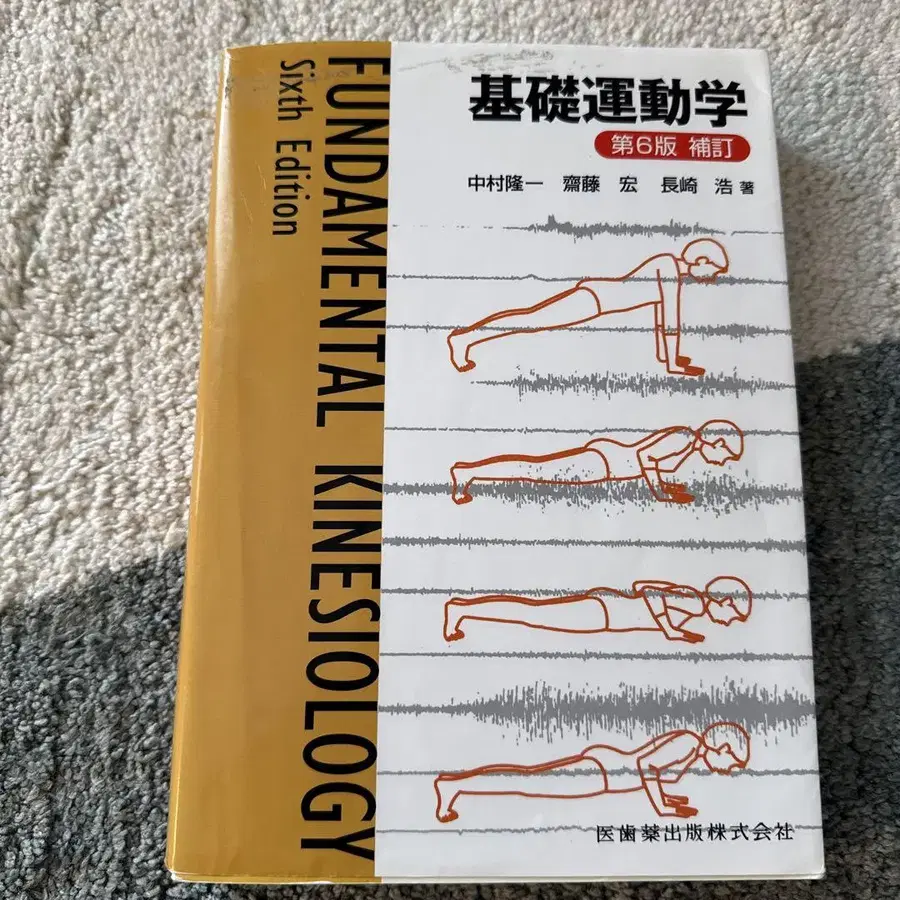 基礎運動学
第6版 補訂
中村隆一 齋藤 宏 長崎 浩 著
FUNDAMENTAL KINESIOLOGY
Sixth Edition
医歯薬出版株式会社